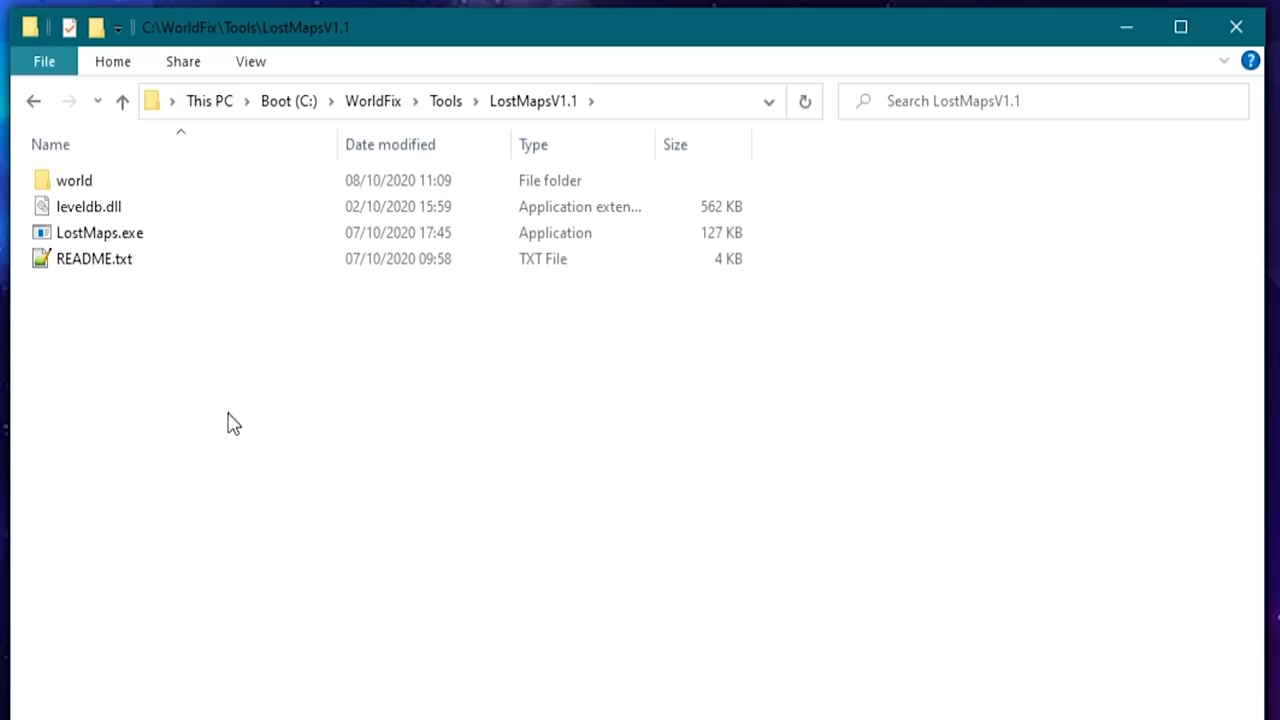 C:\WorldFix\Tools\LostMapsV1.1
File Home Share View
This PC Boot (C:) WorldFix Tools LostMapsV1.1 Search LostMapsV1.1
Name Date modified Type Size
world 08/10/2020 11:09 File folder
leveldb.dll 02/10/2020 15:59 Application exten... 562 KB
LostMaps.exe 07/10/2020 17:45 Application 127 KB
README.txt 07/10/2020 09:58 TXT File 4 KB